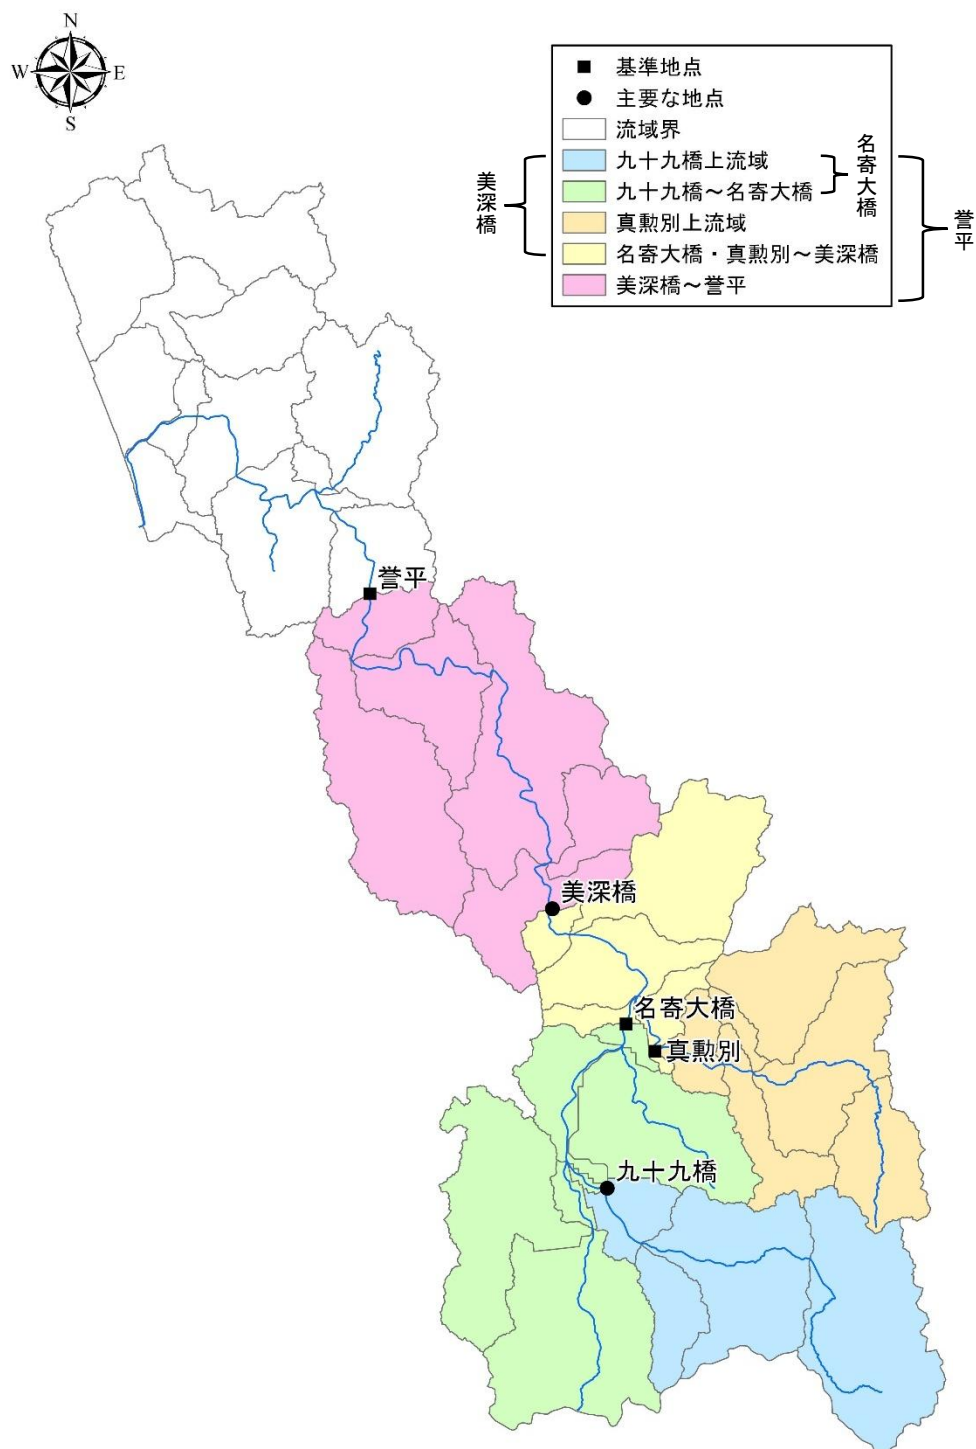 N
W
E
S
基準地点
主要な地点
流域界
九十九橋上流域
九十九橋～名寄大橋
真勲別上流域
名寄大橋・真勲別～美深橋
美深橋～誉平
美深橋
名寄大橋
誉平
誉平
美深橋
名寄大橋
真勲別
九十九橋